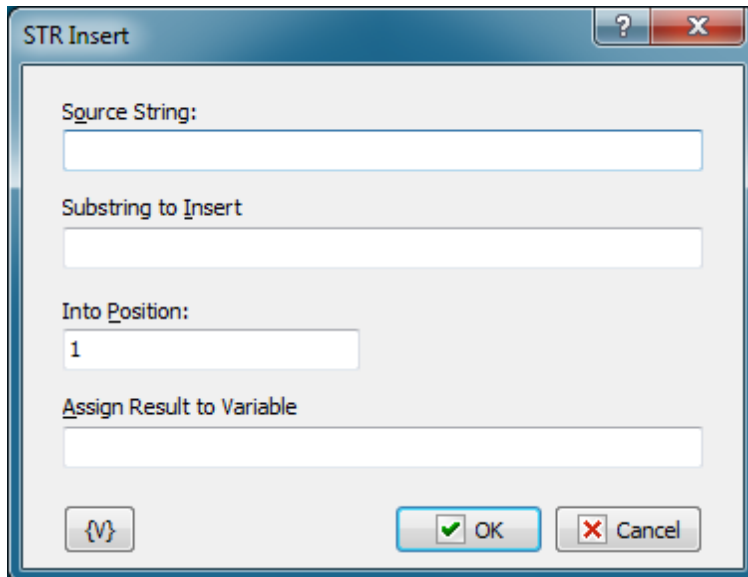 STR Insert
?
Source String:
Substring to Insert
Into Position:
1
Assign Result to Variable
{V}
OK
Cancel